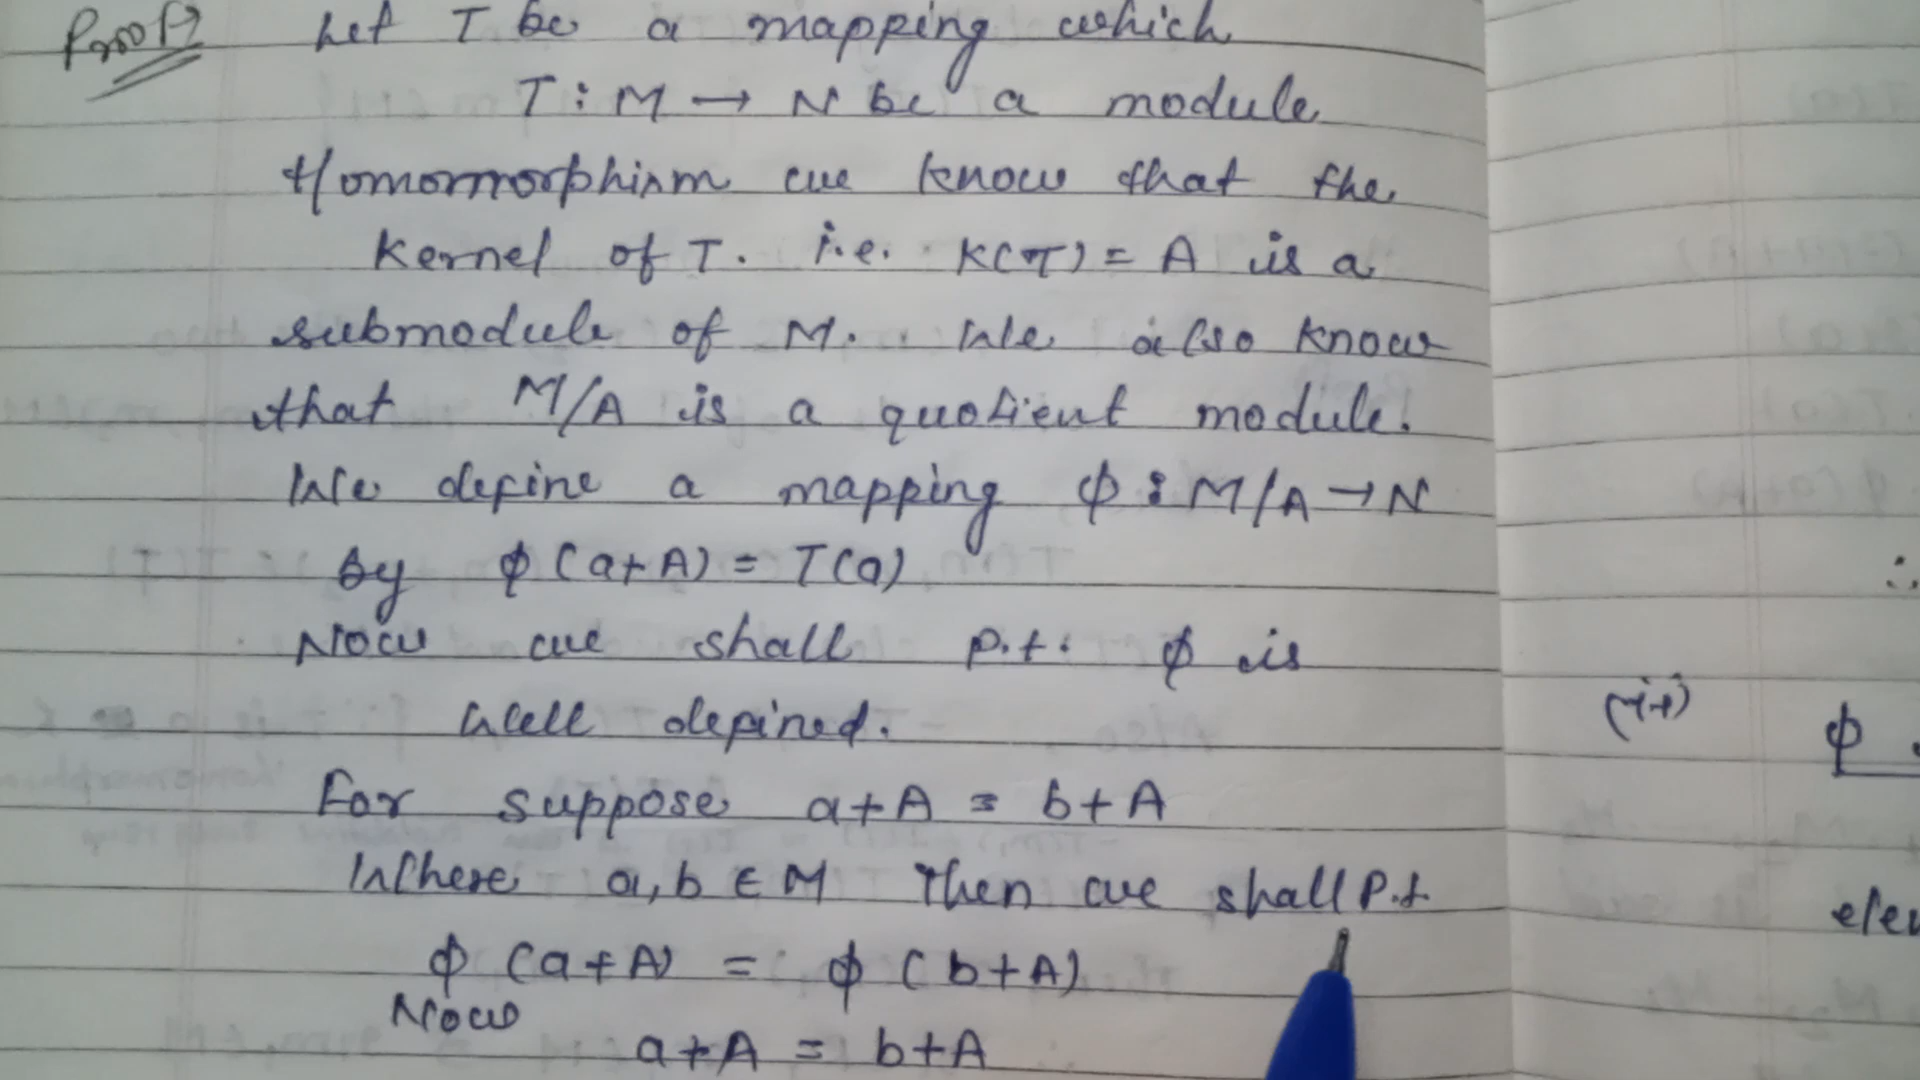 Proof Let T be a mapping which
T : M → N be a module
Homomorphism we know that the
Kernel of T. i.e. K(T) = A is a
submodule of M. We also know
that M/A is a quotient module.
We define a mapping φ : M/A → N
by φ (a+A) = T(a)
Now we shall P.t. φ is
well defined.
For suppose a+A = b+A
Where a, b ∈ M Then we shall P.t
φ (a+A) = φ (b+A)
Now
a+A = b+A
φ